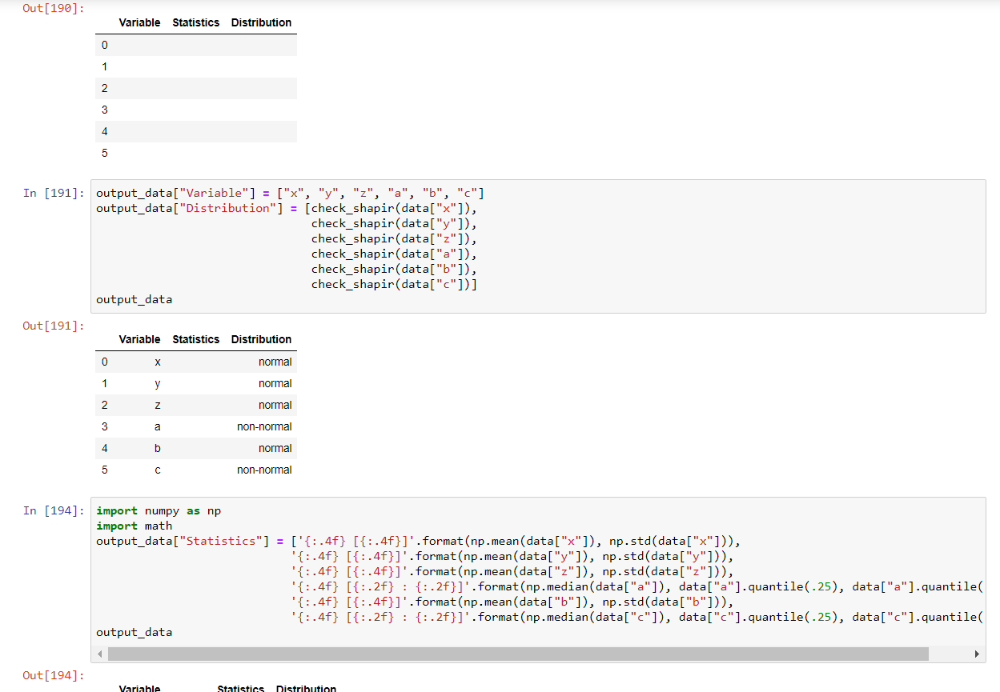 Out[190]:
Variable Statistics Distribution
0
1
2
3
4
5
In [191]: output_data["Variable"] = ["x", "y", "z", "a", "b", "c"]
output_data["Distribution"] = [check_shapir(data["x"]),
check_shapir(data["y"]),
check_shapir(data["z"]),
check_shapir(data["a"]),
check_shapir(data["b"]),
check_shapir(data["c"])]
output_data
Out[191]:
Variable Statistics Distribution
0 x normal
1 y normal
2 z normal
3 a non-normal
4 b normal
5 c non-normal
In [194]: import numpy as np
import math
output_data["Statistics"] = ['{:.4f} [{:.4f}]'.format(np.mean(data["x"]), np.std(data["x"])),
'{:.4f} [{:.4f}]'.format(np.mean(data["y"]), np.std(data["y"])),
'{:.4f} [{:.4f}]'.format(np.mean(data["z"]), np.std(data["z"])),
'{:.4f} [{:.2f} : {:.2f}]'.format(np.median(data["a"]), data["a"].quantile(.25), data["a"].quantile(
'{:.4f} [{:.4f}]'.format(np.mean(data["b"]), np.std(data["b"])),
'{:.4f} [{:.2f} : {:.2f}]'.format(np.median(data["c"]), data["c"].quantile(.25), data["c"].quantile(
output_data
Out[194]:
Variable Statistics Distribution